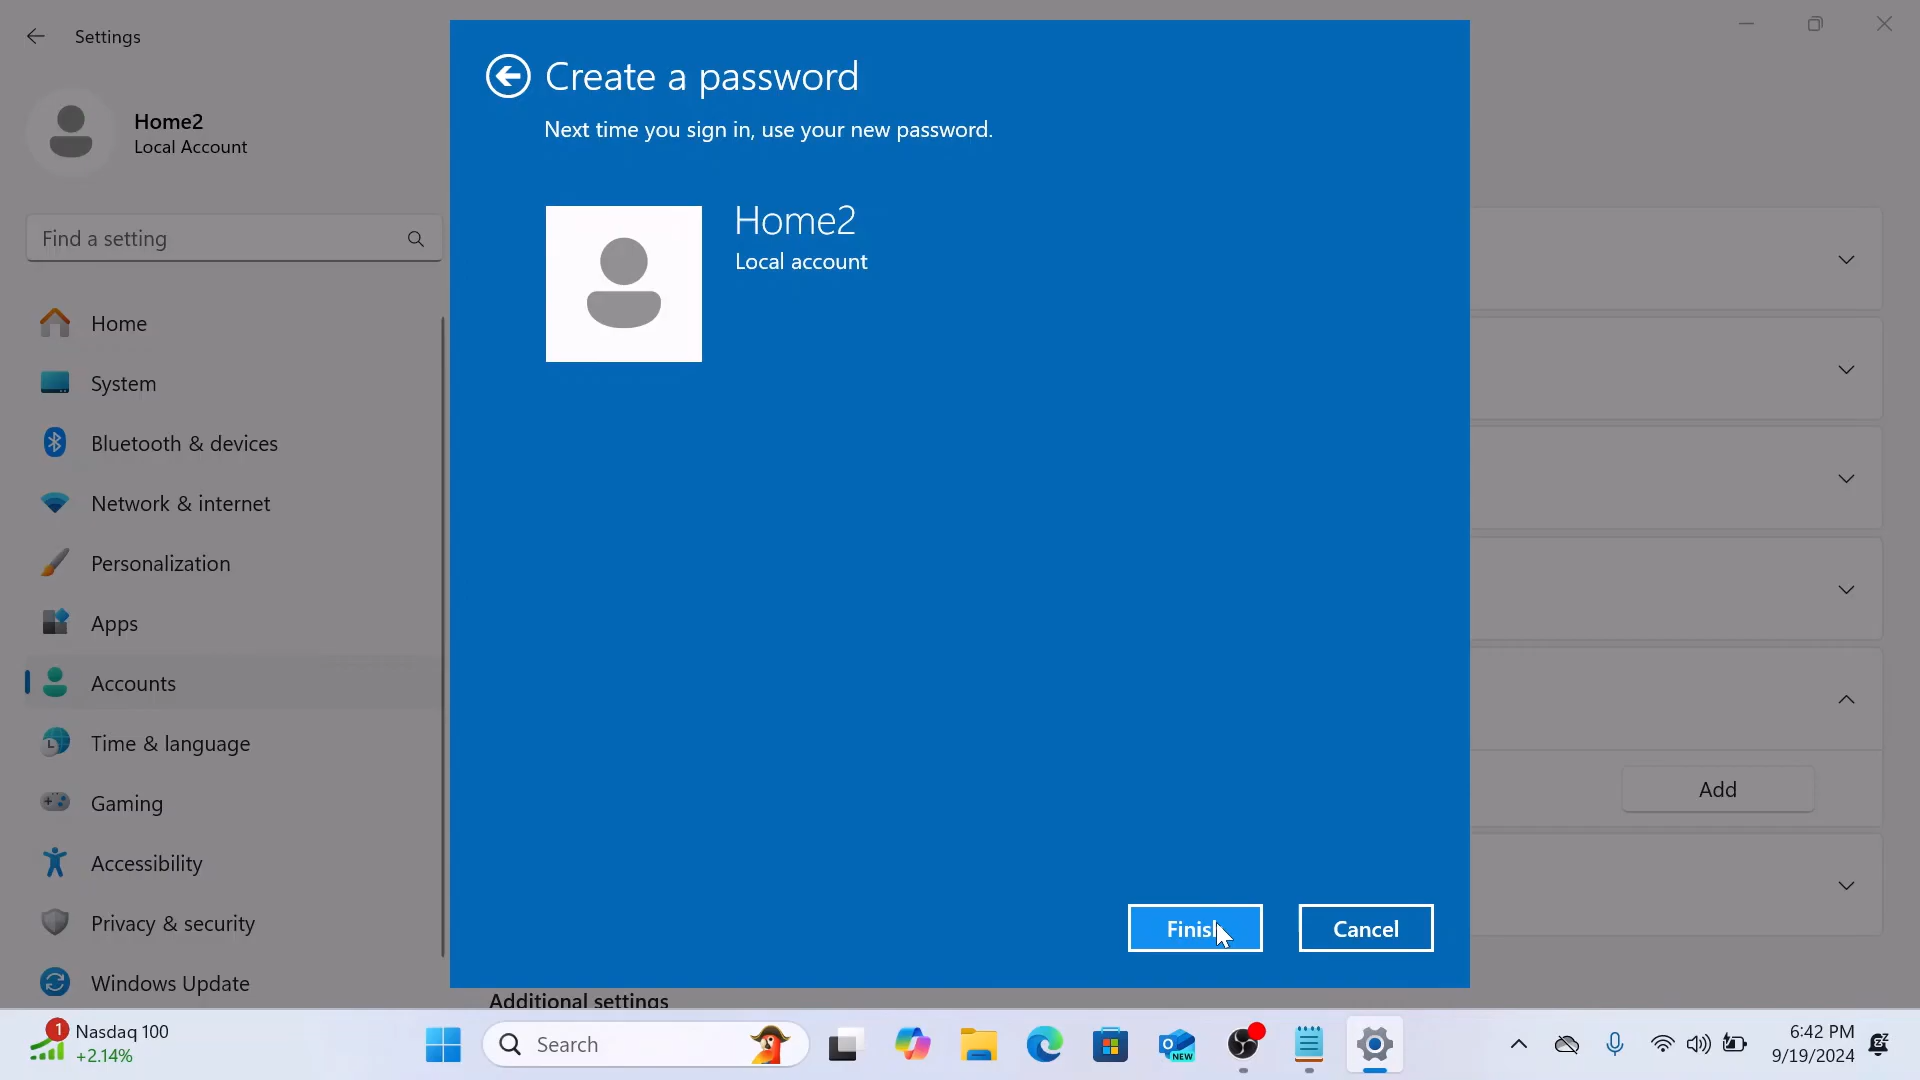 Settings
Home2
Local Account
Find a setting
Home
System
Bluetooth & devices
Network & internet
Personalization
Apps
Accounts
Time & language
Gaming
Accessibility
Privacy & security
Windows Update
Create a password
Next time you sign in, use your new password.
Home2
Local account
Finish
Cancel
Add
Additional settings
1
Nasdaq 100
+2.14%
Search
NEW
6:42 PM
9/19/2024